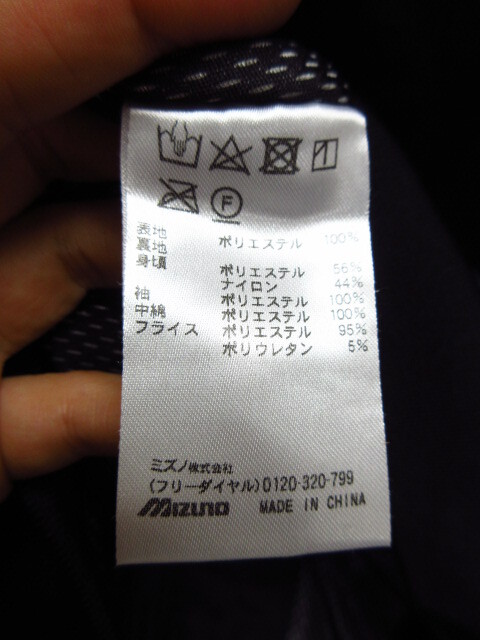 F
表地 ポリエステル 100%
裏地
身頃 ポリエステル 56%
ナイロン 44%
袖 ポリエステル 100%
中綿 ポリエステル 100%
フライス ポリエステル 95%
ポリウレタン 5%
ミズノ株式会社
(フリーダイヤル)0120-320-799
MIZUNO MADE IN CHINA